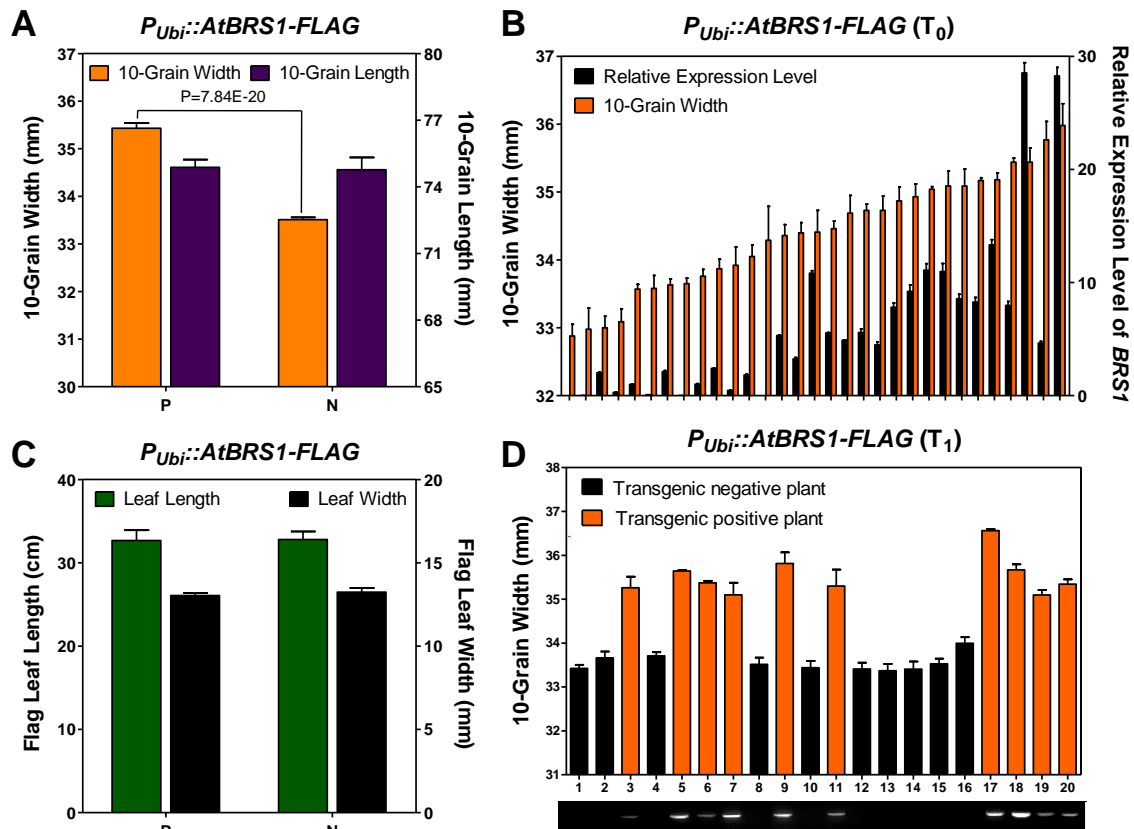 A
P_Ubi::AtBRS1-FLAG
10-Grain Width
10-Grain Length
P=7.84E-20
10-Grain Width (mm)
10-Grain Length (mm)
37
36
35
34
33
32
31
30
80
77
74
71
68
65
P N
B
P_Ubi::AtBRS1-FLAG (T_0)
Relative Expression Level
10-Grain Width
10-Grain Width (mm)
Relative Expression Level of BRS1
37
36
35
34
33
32
30
20
10
0
C
P_Ubi::AtBRS1-FLAG
Leaf Length
Leaf Width
Flag Leaf Length (cm)
Flag Leaf Width (mm)
40
30
20
10
0
20
15
10
5
0
P N
D
P_Ubi::AtBRS1-FLAG (T_1)
Transgenic negative plant
Transgenic positive plant
10-Grain Width (mm)
38
37
36
35
34
33
32
31
1 2 3 4 5 6 7 8 9 10 11 12 13 14 15 16 17 18 19 20